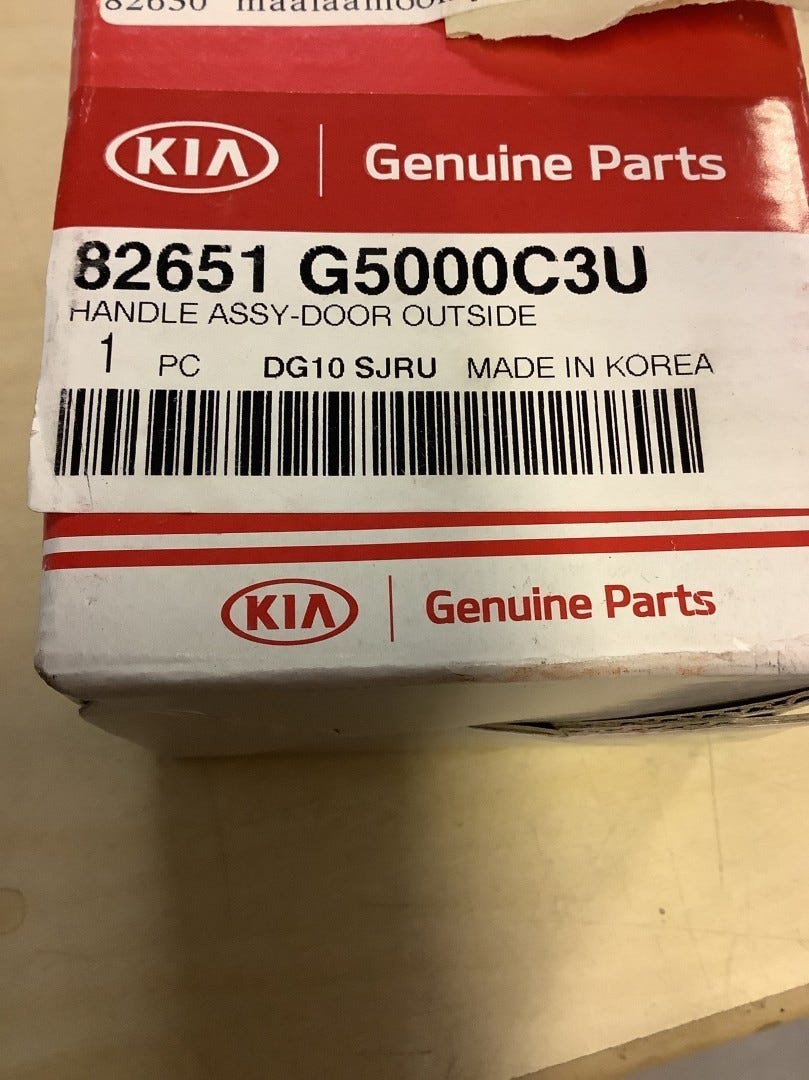 82650
KIA Genuine Parts
82651 G5000C3U
HANDLE ASSY-DOOR OUTSIDE
1 PC DG10 SJRU MADE IN KOREA
KIA Genuine Parts